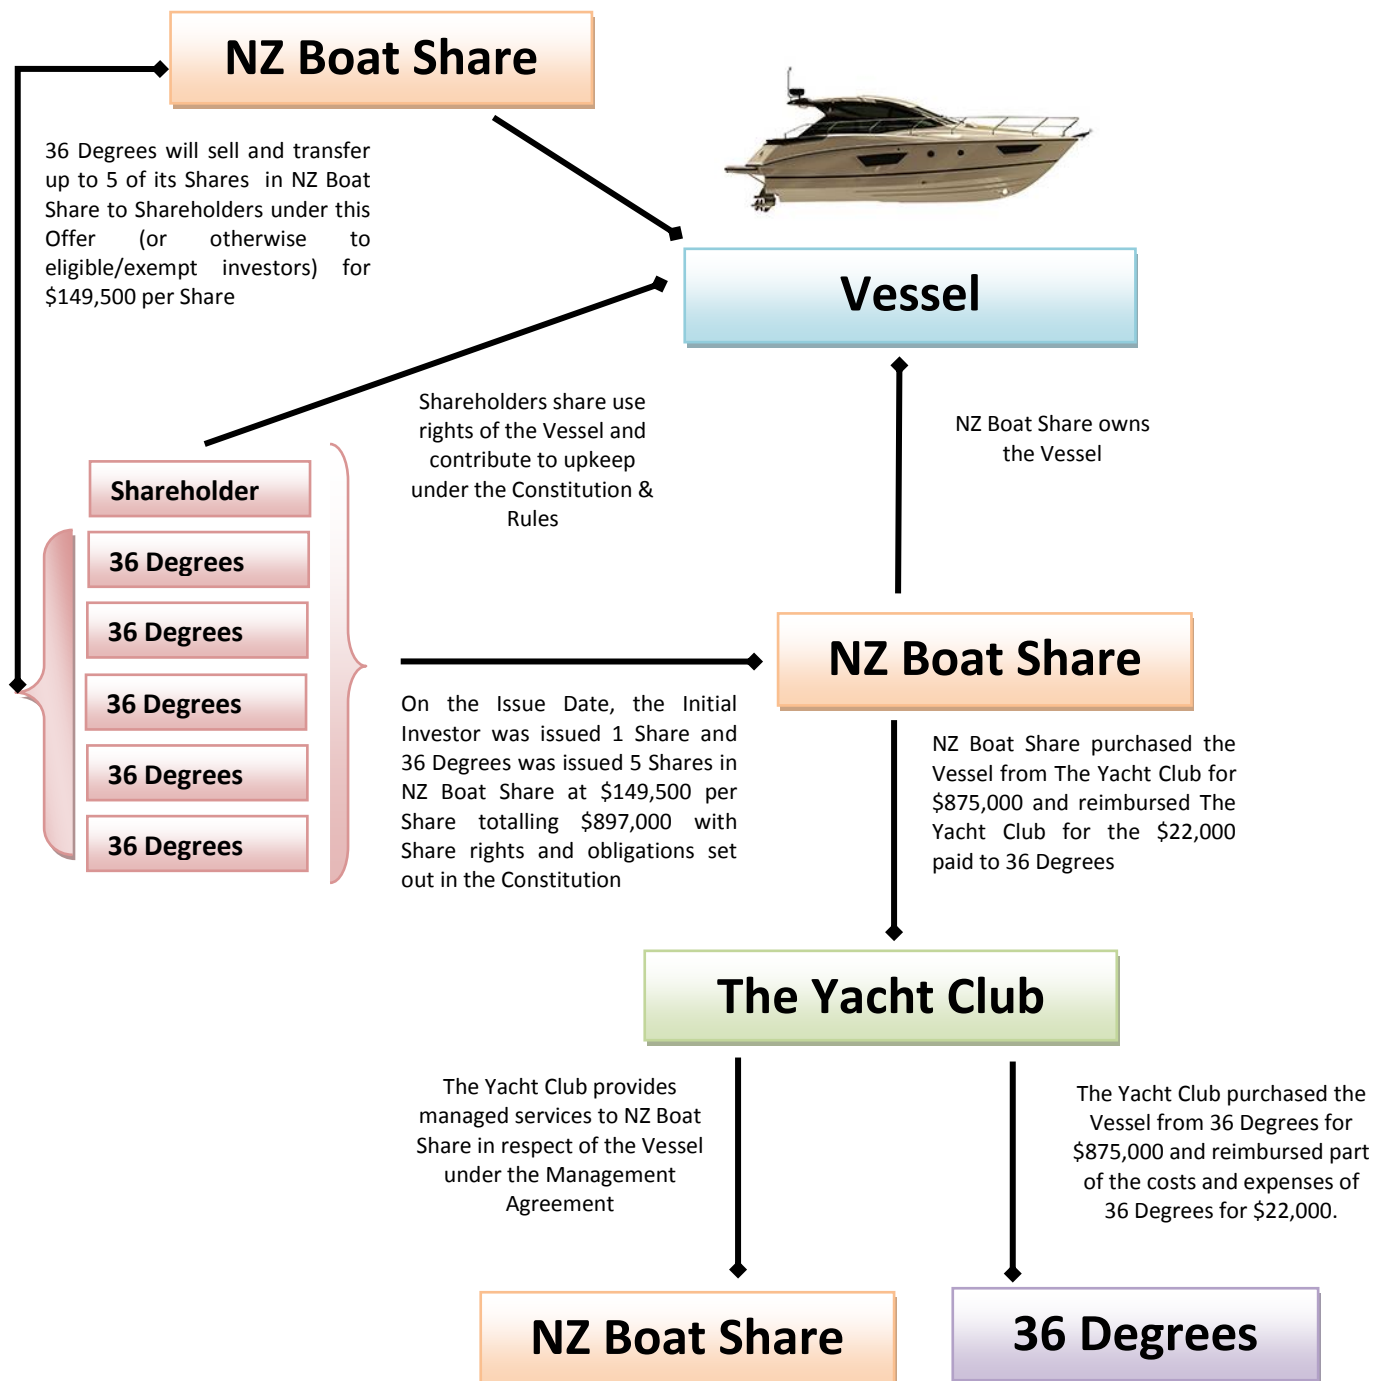 NZ Boat Share
36 Degrees will sell and transfer
up to 5 of its Shares in NZ Boat
Share to Shareholders under this
Offer (or otherwise to
eligible/exempt investors) for
$149,500 per Share
Vessel
Shareholders share use
rights of the Vessel and
contribute to upkeep
under the Constitution &
Rules
NZ Boat Share owns
the Vessel
Shareholder
36 Degrees
36 Degrees
36 Degrees
36 Degrees
36 Degrees
On the Issue Date, the Initial
Investor was issued 1 Share and
36 Degrees was issued 5 Shares in
NZ Boat Share at $149,500 per
Share totalling $897,000 with
Share rights and obligations set
out in the Constitution
NZ Boat Share
NZ Boat Share purchased the
Vessel from The Yacht Club for
$875,000 and reimbursed The
Yacht Club for the $22,000
paid to 36 Degrees
The Yacht Club
The Yacht Club provides
managed services to NZ Boat
Share in respect of the Vessel
under the Management
Agreement
The Yacht Club purchased the
Vessel from 36 Degrees for
$875,000 and reimbursed part
of the costs and expenses of
36 Degrees for $22,000.
NZ Boat Share
36 Degrees